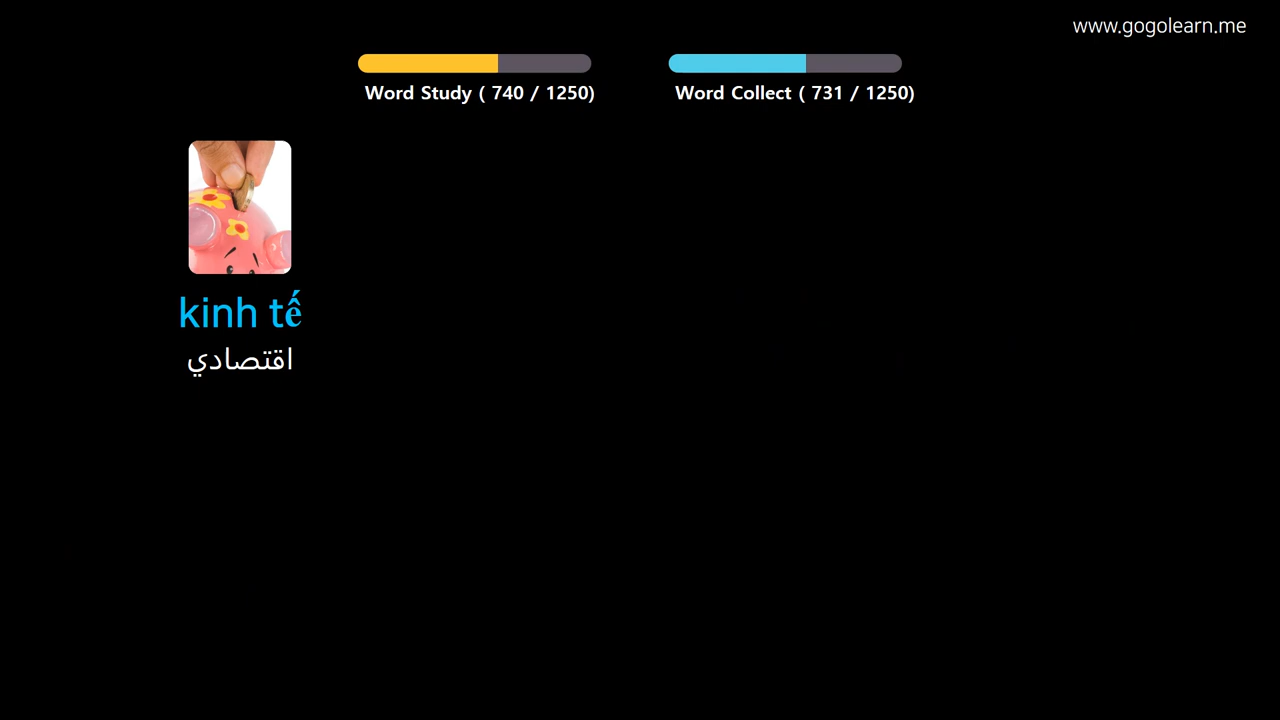 www.gogolearn.me
Word Study ( 740 / 1250)
Word Collect ( 731 / 1250)
kinh tế
اقتصادي